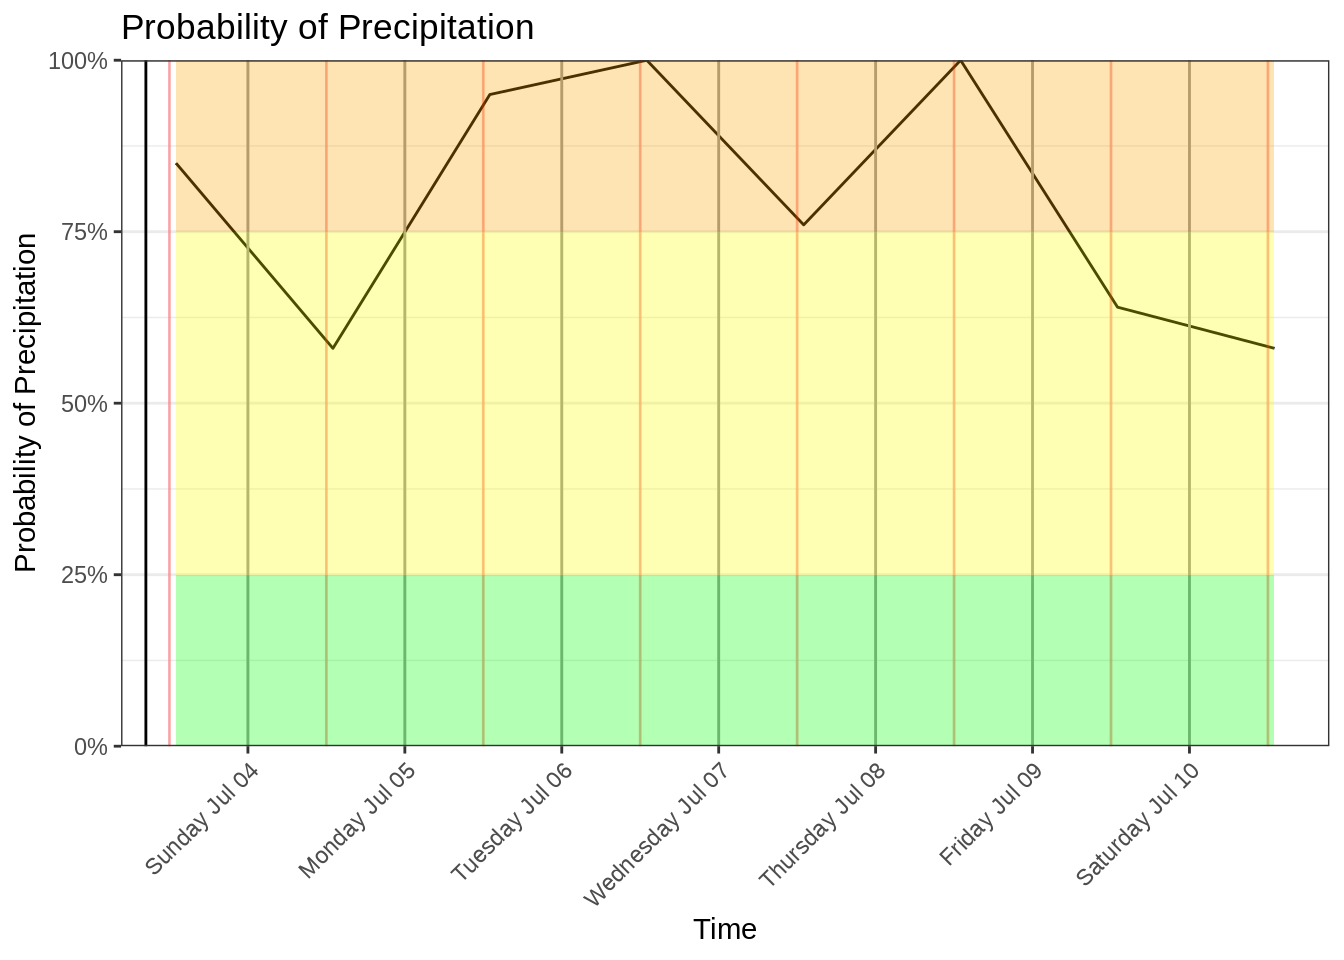 Probability of Precipitation
Probability of Precipitation
100%
75%
50%
25%
0%
Sunday Jul 04
Monday Jul 05
Tuesday Jul 06
Wednesday Jul 07
Thursday Jul 08
Friday Jul 09
Saturday Jul 10
Time